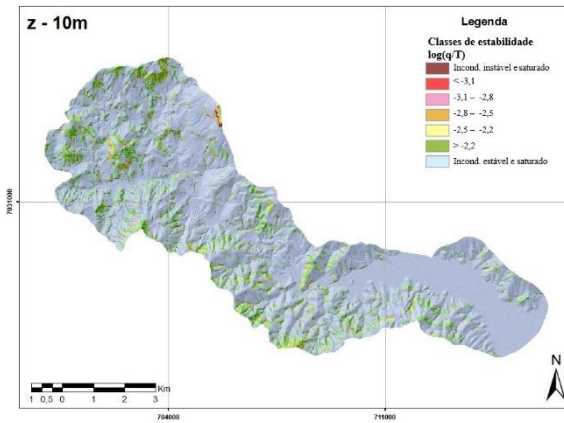 z - 10m
Legenda
Classes de estabilidade
log(q/T)
Incond. instável e saturado
< -3,1
-3,1 – -2,8
-2,8 – -2,5
-2,5 – -2,2
> -2,2
Incond. estável e saturado
7031000
N
Km
1 0,5 0 1 2 3
704000
711000